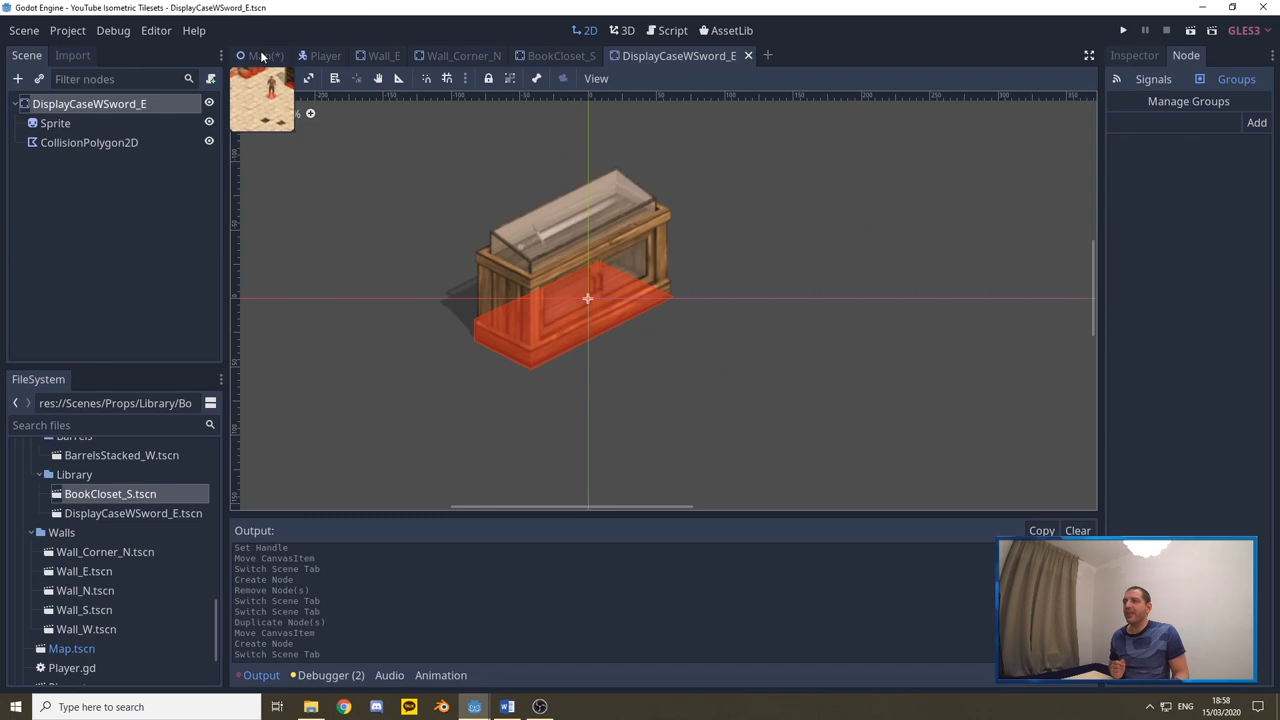 Godot Engine - YouTube Isometric Tilesets - DisplayCaseWSword_E.tscn
Scene Project Debug Editor Help
2D 3D Script AssetLib
GLES3
Scene Import
Map(*) Player Wall_E Wall_Corner_N BookCloset_S DisplayCaseWSword_E
Inspector Node
Filter nodes
View
Signals Groups
DisplayCaseWSword_E
Manage Groups
Sprite
Add
CollisionPolygon2D
FileSystem
res://Scenes/Props/Library/Bo
Search files
Barrels
BarrelsStacked_W.tscn
Library
BookCloset_S.tscn
DisplayCaseWSword_E.tscn
Walls
Wall_Corner_N.tscn
Wall_E.tscn
Wall_N.tscn
Wall_S.tscn
Wall_W.tscn
Map.tscn
Player.gd
Output:
Copy Clear
Set Handle
Move CanvasItem
Switch Scene Tab
Create Node
Remove Node(s)
Switch Scene Tab
Switch Scene Tab
Duplicate Node(s)
Move CanvasItem
Create Node
Switch Scene Tab
Output Debugger (2) Audio Animation
Type here to search
18:58
15/03/2020